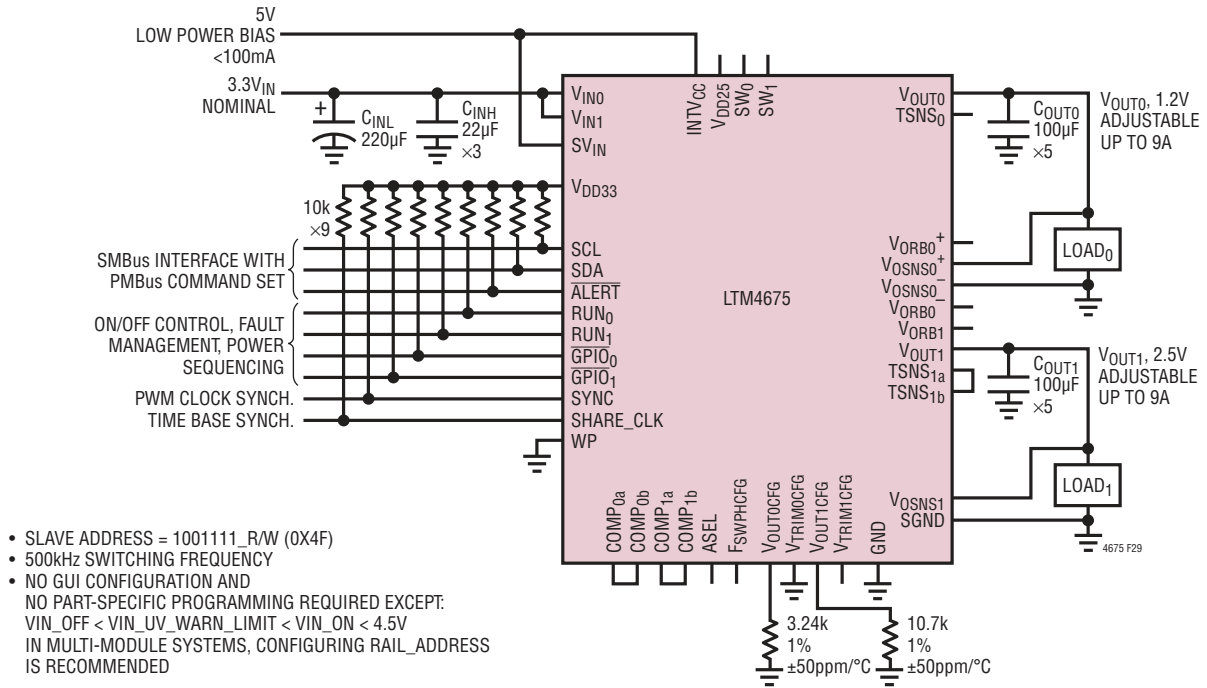 5V
LOW POWER BIAS
<100mA
3.3VIN
NOMINAL
+
CINL
220µF
CINH
22µF
×3
10k
×9
SMBus INTERFACE WITH
PMBus COMMAND SET
ON/OFF CONTROL, FAULT
MANAGEMENT, POWER
SEQUENCING
PWM CLOCK SYNCH.
TIME BASE SYNCH.
INTVCC
VDD25
SW0
SW1
VIN0
VIN1
SVIN
VDD33
SCL
SDA
ALERT
RUN0
RUN1
GPIO0
GPIO1
SYNC
SHARE_CLK
WP
LTM4675
VOUT0
TSNS0
VORB0+
VOSNS0+
VOSNS0–
VORB0–
VORB1
VOUT1
TSNS1a
TSNS1b
VOSNS1
SGND
COMP0a
COMP0b
COMP1a
COMP1b
ASEL
FSWPHCFG
VOUT0CFG
VTRIM0CFG
VOUT1CFG
VTRIM1CFG
GND
COUT0
100µF
×5
VOUT0, 1.2V
ADJUSTABLE
UP TO 9A
LOAD0
COUT1
100µF
×5
VOUT1, 2.5V
ADJUSTABLE
UP TO 9A
LOAD1
4675 F29
3.24k
1%
±50ppm/°C
10.7k
1%
±50ppm/°C
• SLAVE ADDRESS = 1001111_R/W (0X4F)
• 500kHz SWITCHING FREQUENCY
• NO GUI CONFIGURATION AND
NO PART-SPECIFIC PROGRAMMING REQUIRED EXCEPT:
VIN_OFF < VIN_UV_WARN_LIMIT < VIN_ON < 4.5V
IN MULTI-MODULE SYSTEMS, CONFIGURING RAIL_ADDRESS
IS RECOMMENDED